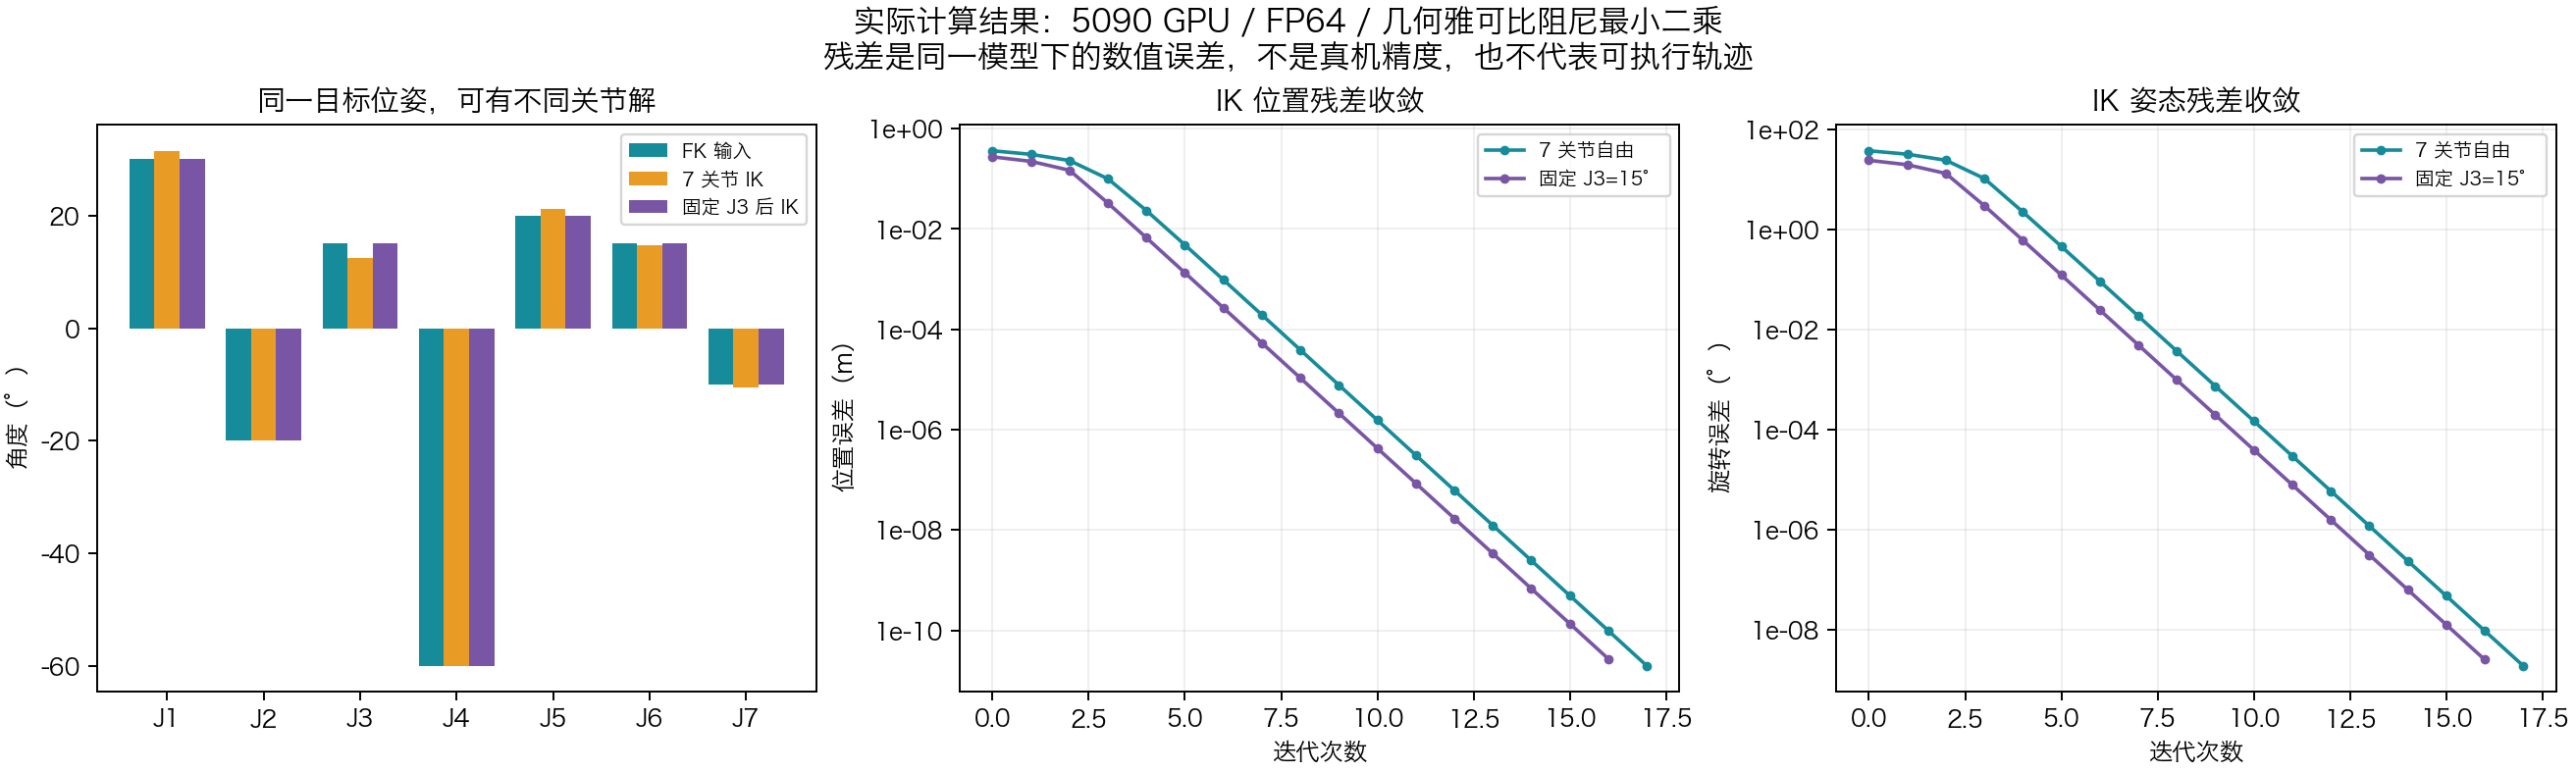 实际计算结果：5090 GPU / FP64 / 几何雅可比阻尼最小二乘
残差是同一模型下的数值误差，不是真机精度，也不代表可执行轨迹
同一目标位姿，可有不同关节解
角度（°）
20
0
-20
-40
-60
J1
J2
J3
J4
J5
J6
J7
FK 输入
7 关节 IK
固定 J3 后 IK
IK 位置残差收敛
位置误差（m）
1e+00
1e-02
1e-04
1e-06
1e-08
1e-10
0.0
2.5
5.0
7.5
10.0
12.5
15.0
17.5
迭代次数
7 关节自由
固定 J3=15°
IK 姿态残差收敛
旋转误差（°）
1e+02
1e+00
1e-02
1e-04
1e-06
1e-08
0.0
2.5
5.0
7.5
10.0
12.5
15.0
17.5
迭代次数
7 关节自由
固定 J3=15°